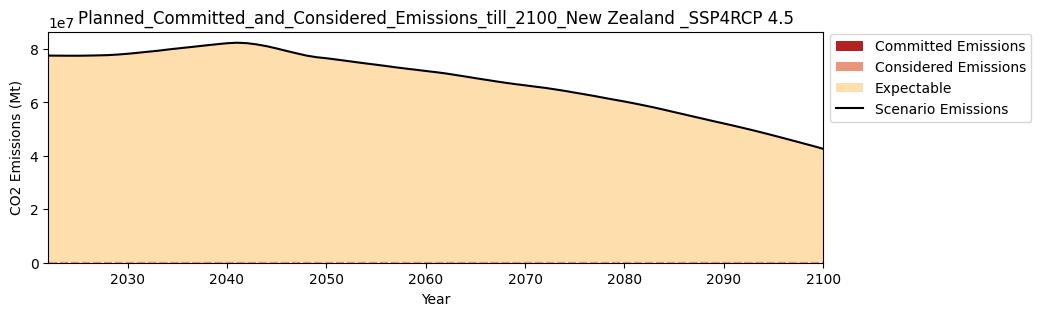 Planned_Committed_and_Considered_Emissions_till_2100_New Zealand _SSP4RCP 4.5
1e7
8
6
4
2
0
CO2 Emissions (Mt)
2030 2040 2050 2060 2070 2080 2090 2100
Year
Committed Emissions
Considered Emissions
Expectable
Scenario Emissions